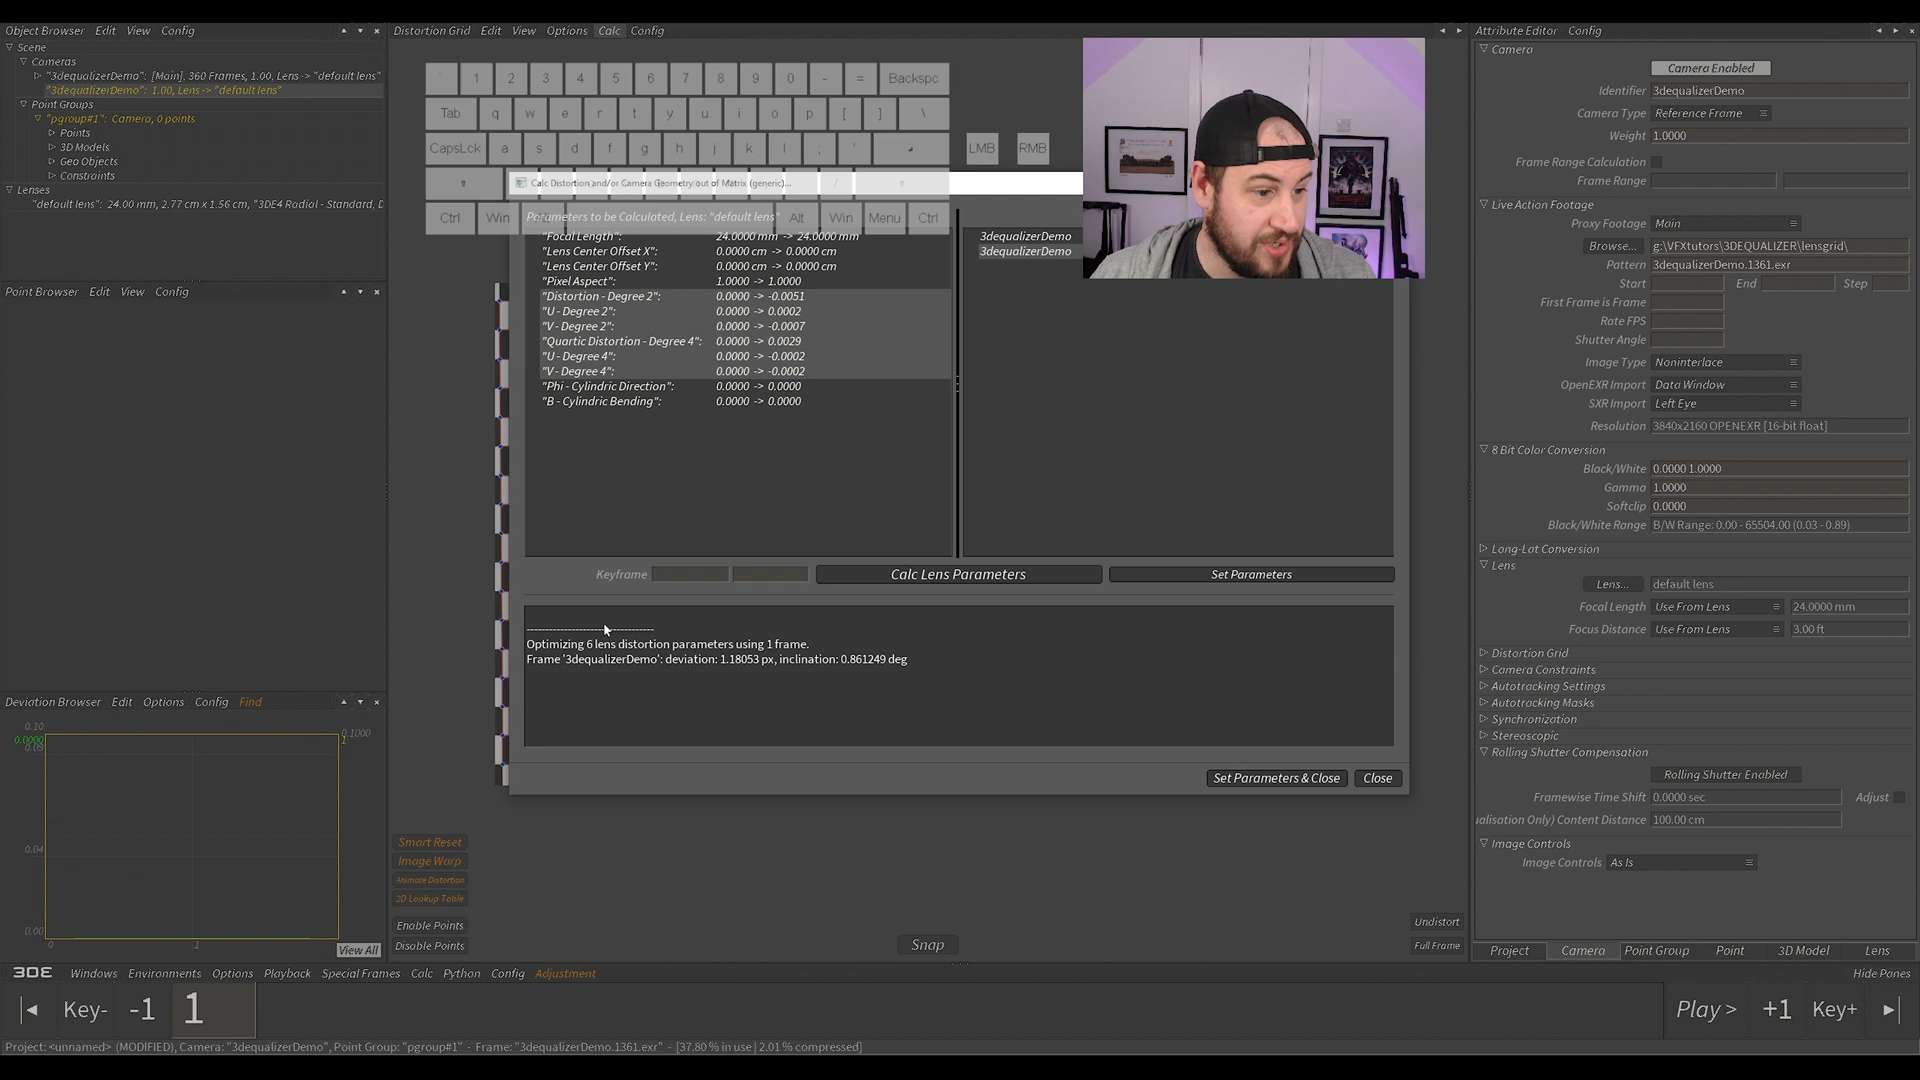 Object Browser Edit View Config
Scene
Cameras
"3dequalizerDemo": [Main], 360 Frames, 1.00, Lens -> "default lens"
"3dequalizerDemo": 1.00, Lens -> "default lens"
Point Groups
"pgroup#1": Camera, 0 points
Points
3D Models
Geo Objects
Constraints
Lenses
"default lens": 24.00 mm, 2.77 cm x 1.56 cm, "3DE4 Radial - Standard, D
Point Browser Edit View Config
Deviation Browser Edit Options Config Find
0.10
0.0000
0.09
0.1000
1
0.04
0.00
0
.1
View All
Distortion Grid Edit View Options Calc Config
` 1 2 3 4 5 6 7 8 9 0 - = Backspc
Tab q w e r t y u i o p [ ] \
CapsLck a s d f g h j k l ; '
LMB RMB
Ctrl Win Alt Win Menu Ctrl
Calc Distortion and/or Camera Geometry out of Matrix (generic)...
Parameters to be Calculated, Lens: "default lens"
"Focal Length": 24.0000 mm -> 24.0000 mm
"Lens Center Offset X": 0.0000 cm -> 0.0000 cm
"Lens Center Offset Y": 0.0000 cm -> 0.0000 cm
"Pixel Aspect": 1.0000 -> 1.0000
"Distortion - Degree 2": 0.0000 -> -0.0051
"U - Degree 2": 0.0000 -> 0.0002
"V - Degree 2": 0.0000 -> -0.0007
"Quartic Distortion - Degree 4": 0.0000 -> 0.0029
"U - Degree 4": 0.0000 -> -0.0002
"V - Degree 4": 0.0000 -> -0.0002
"Phi - Cylindric Direction": 0.0000 -> 0.0000
"B - Cylindric Bending": 0.0000 -> 0.0000
3dequalizerDemo
3dequalizerDemo
Keyframe Calc Lens Parameters Set Parameters
--------------------------------
Optimizing 6 lens distortion parameters using 1 frame.
Frame '3dequalizerDemo': deviation: 1.18053 px, inclination: 0.861249 deg
Set Parameters & Close Close
Smart Reset
Image Warp
Animate Distortion
2D Lookup Table
Enable Points
Disable Points
Snap
Undistort
Full Frame
Attribute Editor Config
Camera
Camera Enabled
Identifier 3dequalizerDemo
Camera Type Reference Frame
Weight 1.0000
Frame Range Calculation
Frame Range
Live Action Footage
Proxy Footage Main
Browse... g:\VFXtutors\3DEQUALIZER\lensgrid\
Pattern 3dequalizerDemo.1361.exr
Start End Step
First Frame is Frame
Rate FPS
Shutter Angle
Image Type Noninterlace
OpenEXR Import Data Window
SXR Import Left Eye
Resolution 3840x2160 OPENEXR [16-bit float]
8 Bit Color Conversion
Black/White 0.0000 1.0000
Gamma 1.0000
Softclip 0.0000
Black/White Range B/W Range: 0.00 - 65504.00 (0.03 - 0.89)
Long-Lat Conversion
Lens
Lens... default lens
Focal Length Use From Lens 24.0000 mm
Focus Distance Use From Lens 3.00 ft
Distortion Grid
Camera Constraints
Autotracking Settings
Autotracking Masks
Synchronization
Stereoscopic
Rolling Shutter Compensation
Rolling Shutter Enabled
Framewise Time Shift 0.0000 sec Adjust
ualisation Only) Content Distance 100.00 cm
Image Controls
Image Controls As Is
Project Camera Point Group Point 3D Model Lens
3DE Windows Environments Options Playback Special Frames Calc Python Config Adjustment Hide Panes
Key- -1 1 Play > +1 Key+
Project: <unnamed> (MODIFIED), Camera: "3dequalizerDemo", Point Group: "pgroup#1" - Frame: "3dequalizerDemo.1361.exr" - [37.80 % in use | 2.01 % compressed]